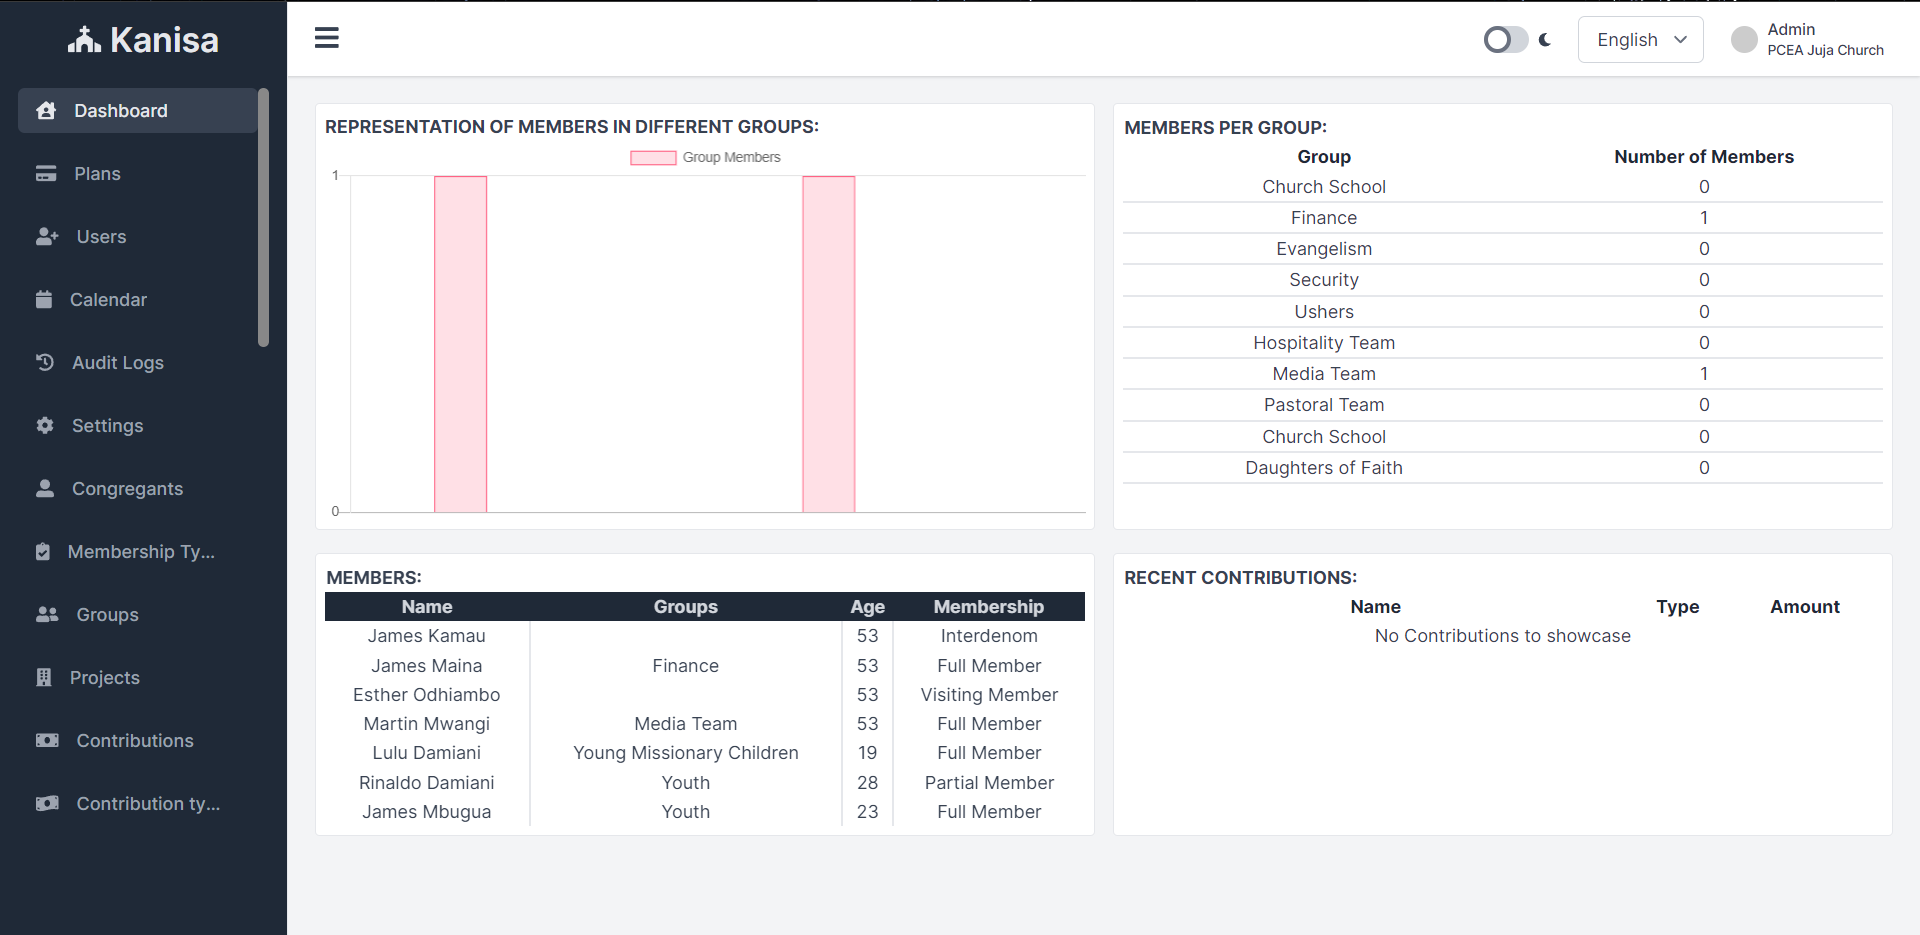 Kanisa
Dashboard
Plans
Users
Calendar
Audit Logs
Settings
Congregants
Membership Ty...
Groups
Projects
Contributions
Contribution ty...
English
Admin
PCEA Juja Church
REPRESENTATION OF MEMBERS IN DIFFERENT GROUPS:
Group Members
1
0
MEMBERS PER GROUP:
Group Number of Members
Church School 0
Finance 1
Evangelism 0
Security 0
Ushers 0
Hospitality Team 0
Media Team 1
Pastoral Team 0
Church School 0
Daughters of Faith 0
MEMBERS:
Name Groups Age Membership
James Kamau 53 Interdenom
James Maina Finance 53 Full Member
Esther Odhiambo 53 Visiting Member
Martin Mwangi Media Team 53 Full Member
Lulu Damiani Young Missionary Children 19 Full Member
Rinaldo Damiani Youth 28 Partial Member
James Mbugua Youth 23 Full Member
RECENT CONTRIBUTIONS:
Name Type Amount
No Contributions to showcase